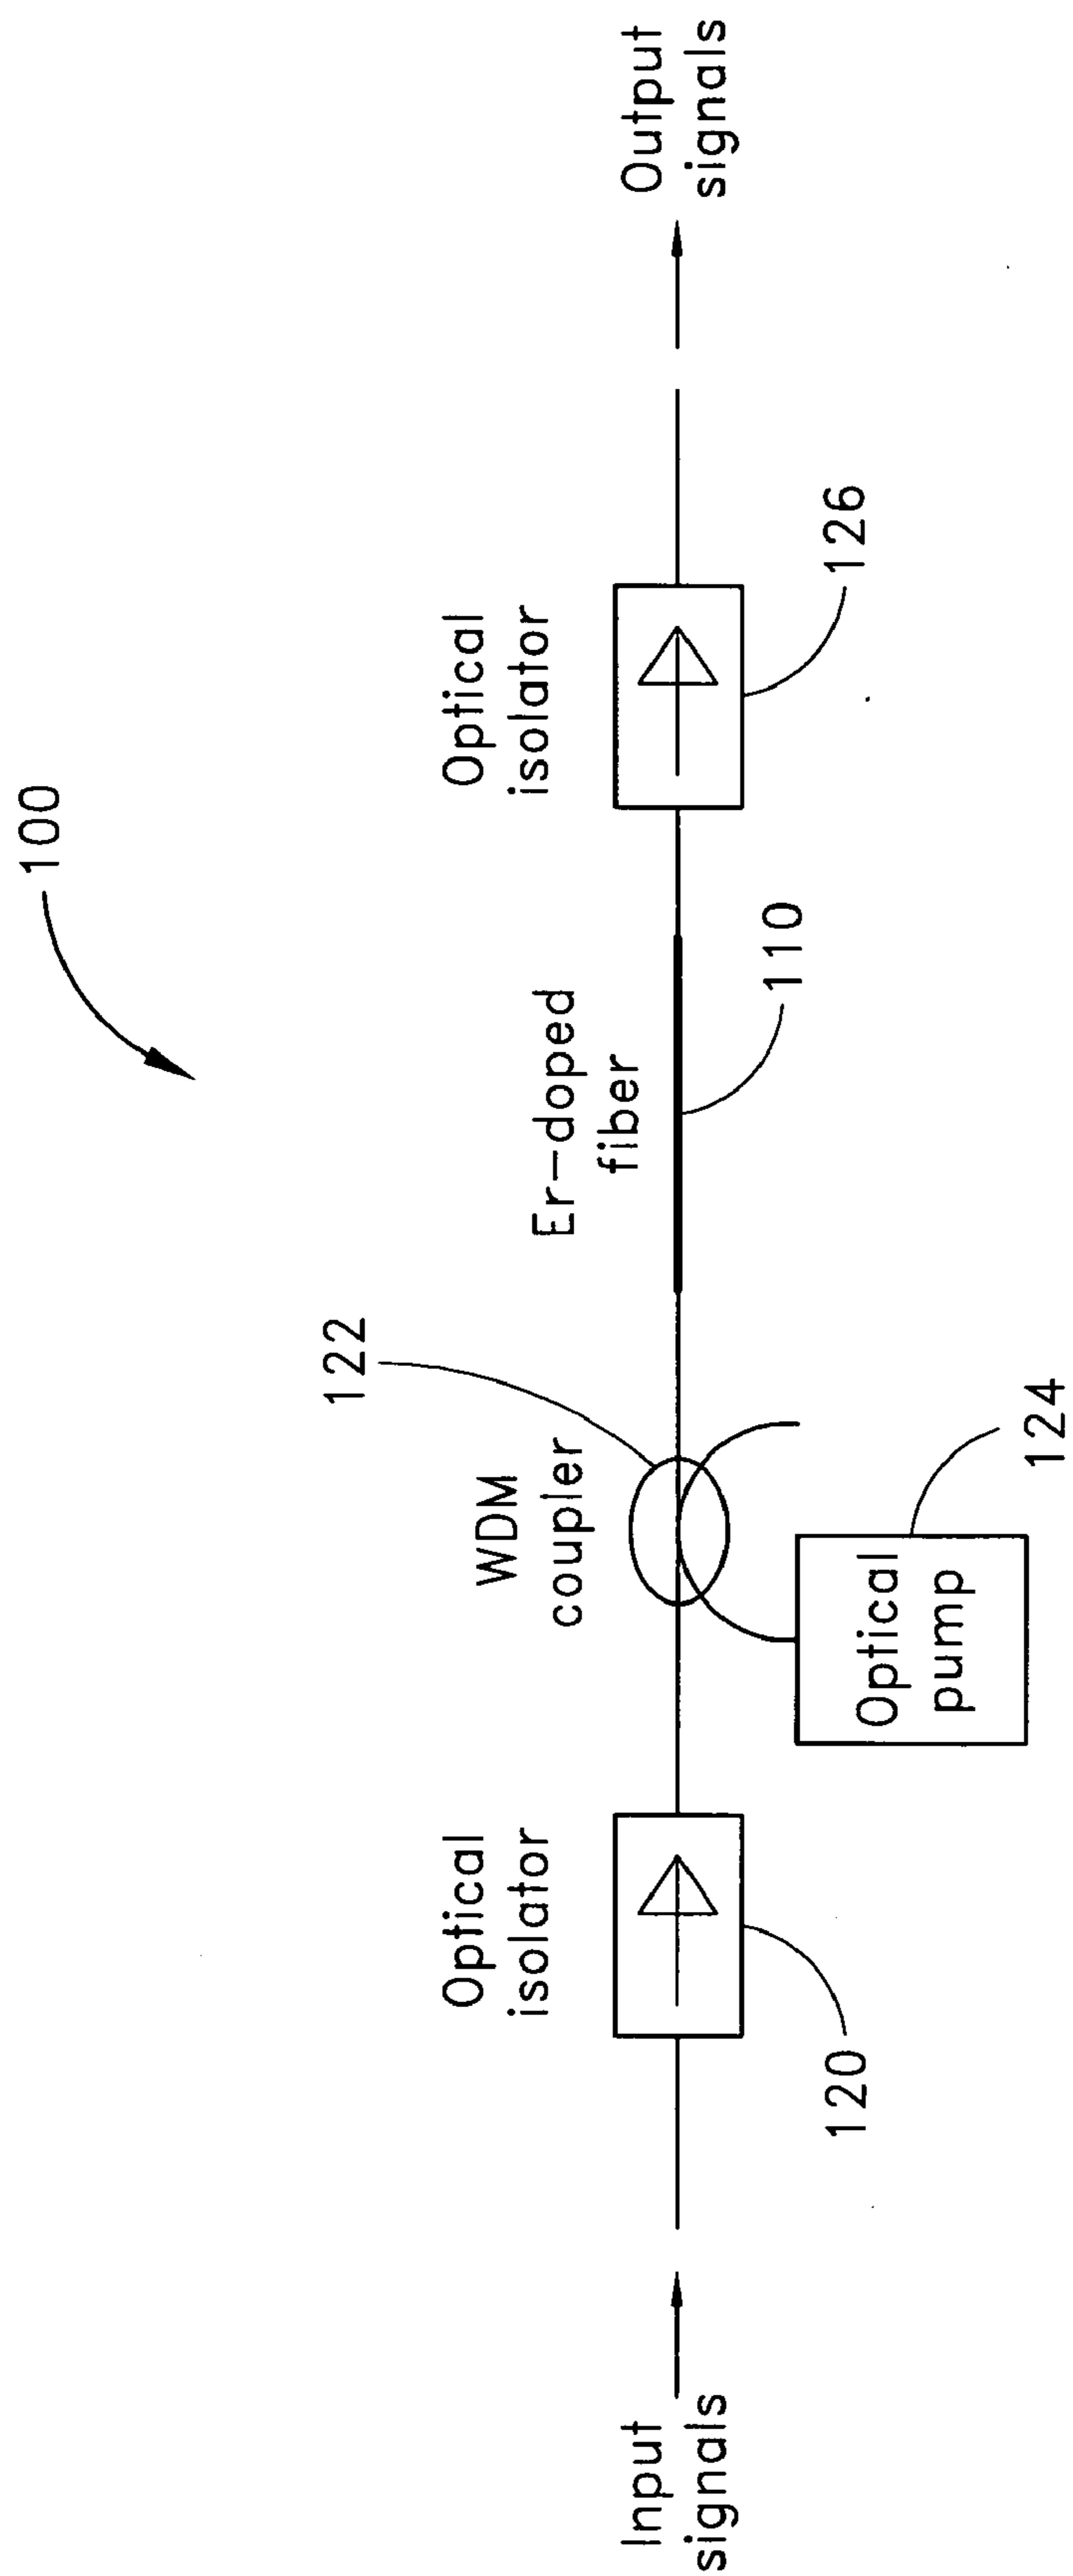 100
Optical
isolator
WDM
coupler
122
Er-doped
fiber
Optical
isolator
Input
signals
Output
signals
120
Optical
pump
124
110
126